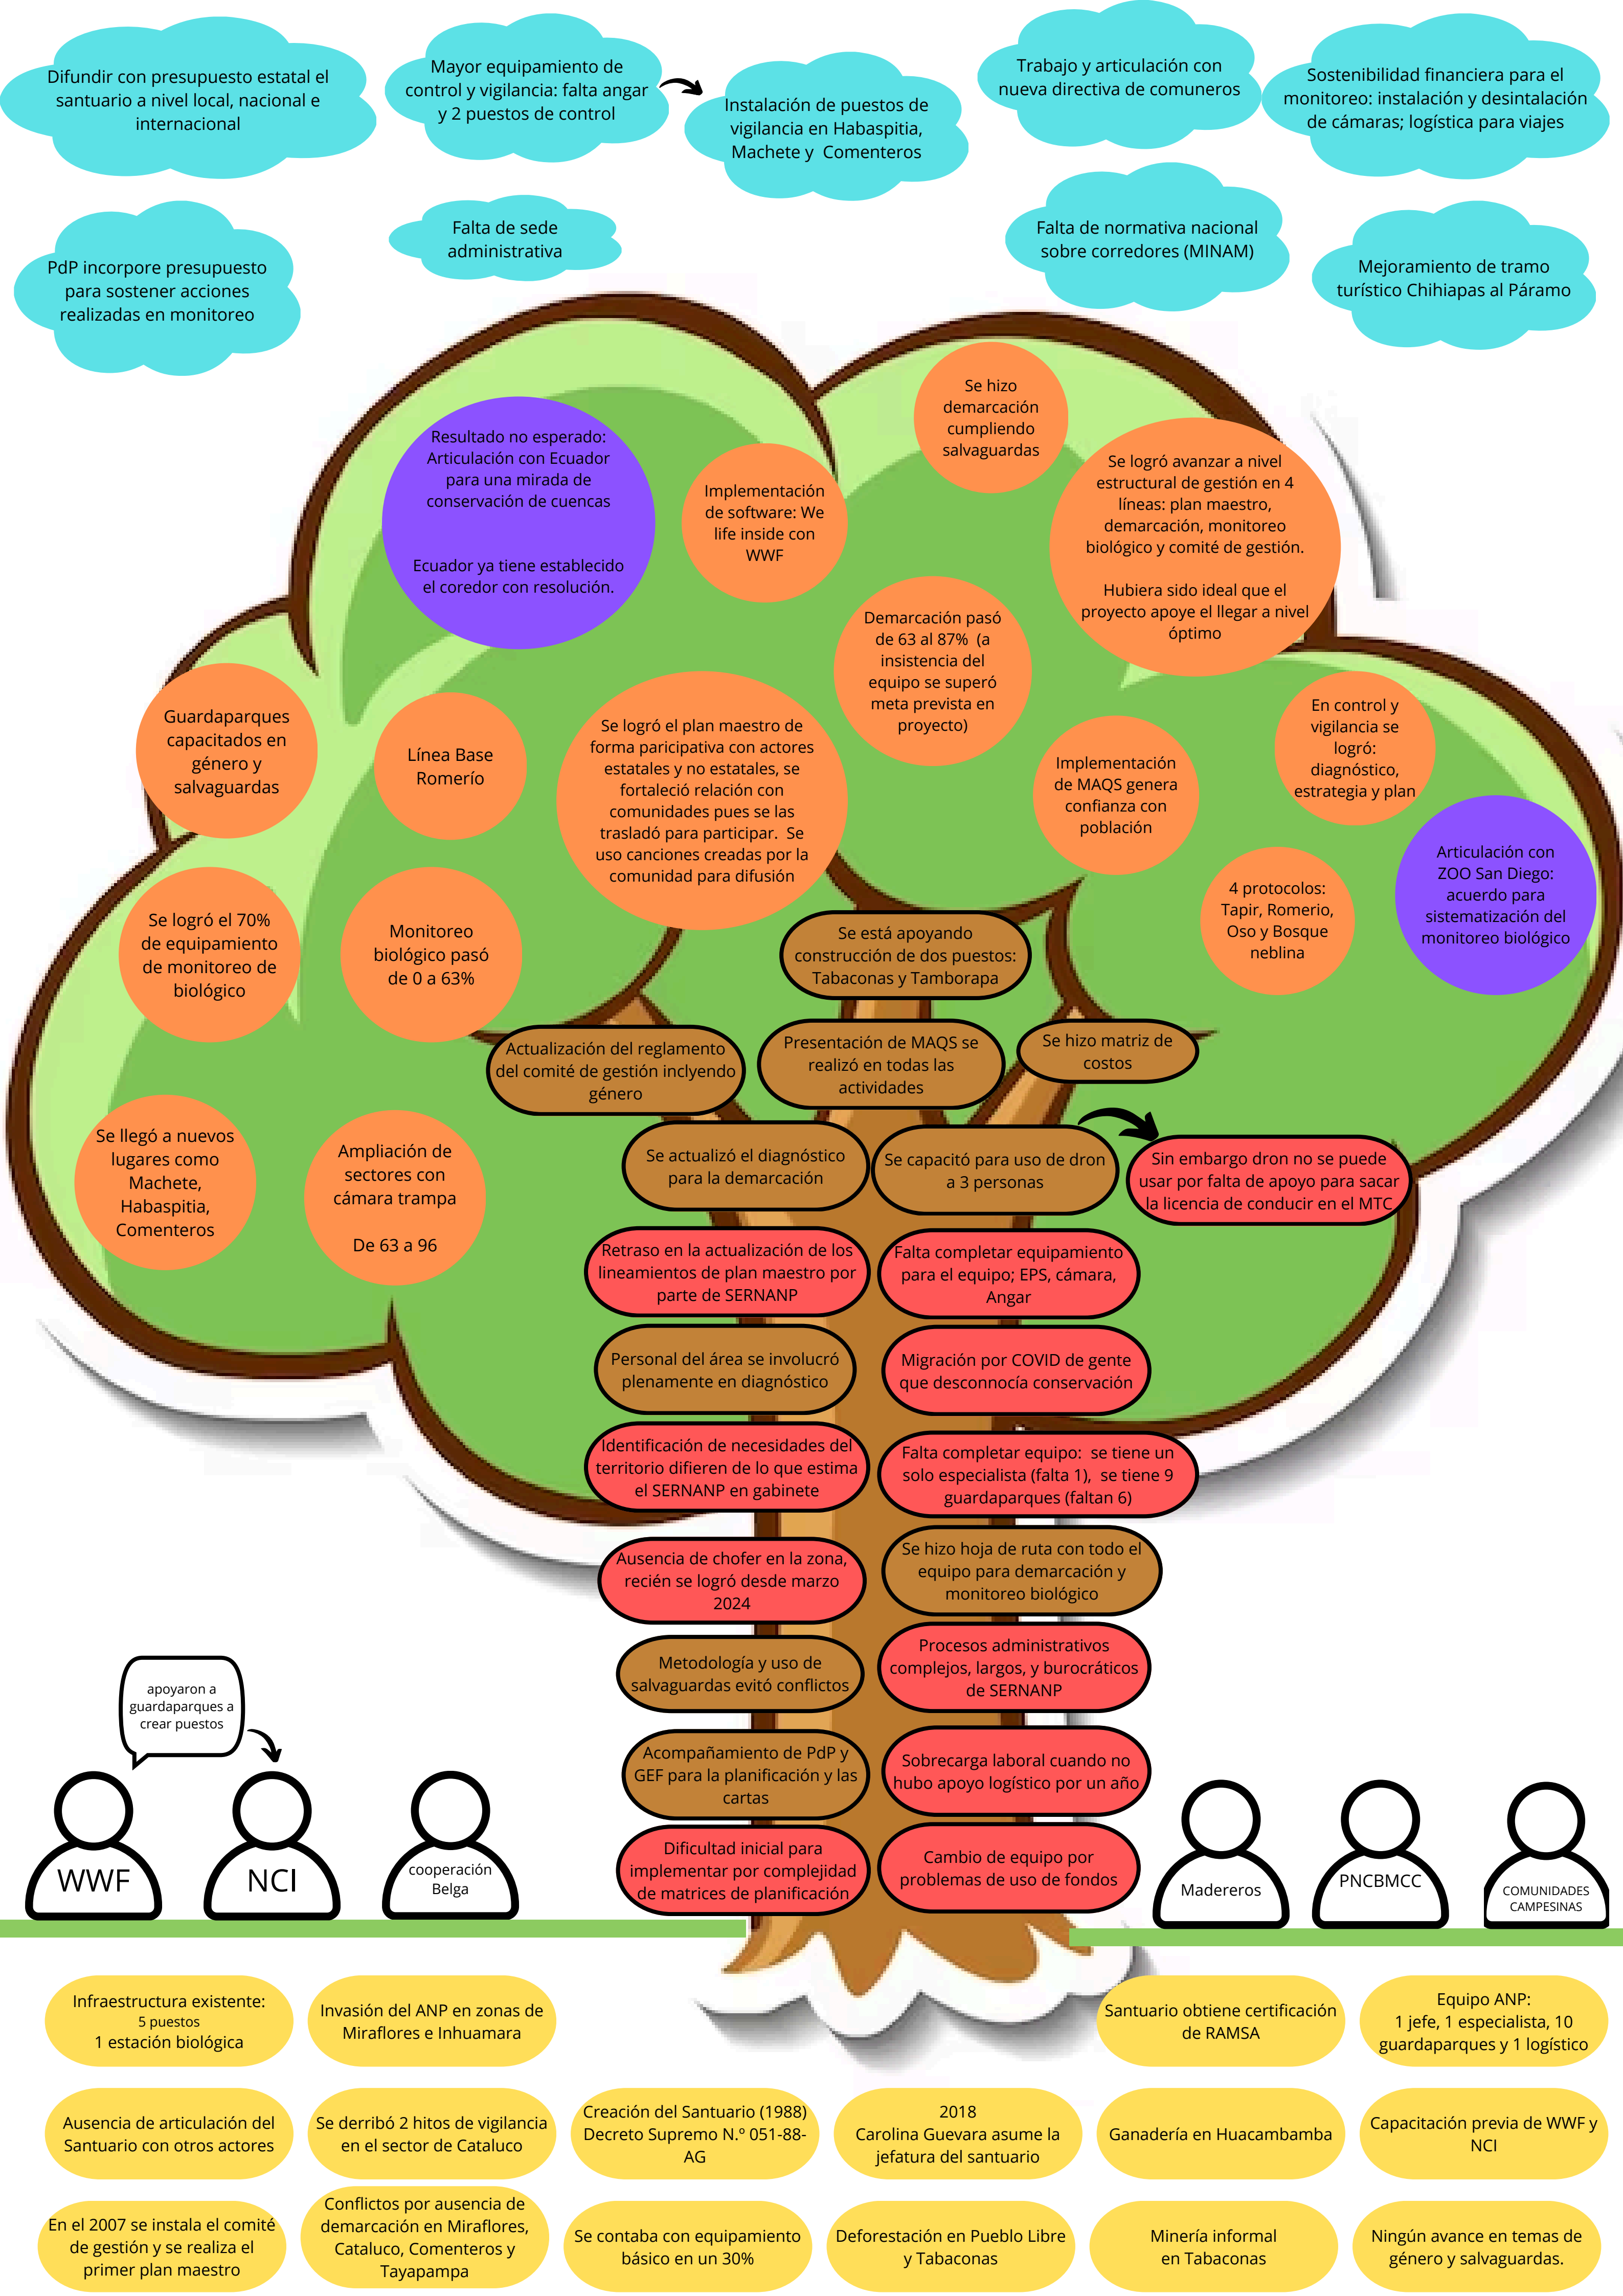 Difundir con presupuesto estatal el
santuario a nivel local, nacional e
internacional
Mayor equipamiento de
control y vigilancia: falta angar
y 2 puestos de control
Instalación de puestos de
vigilancia en Habaspitia,
Machete y  Comenteros
Trabajo y articulación con
nueva directiva de comuneros
Sostenibilidad financiera para el
monitoreo: instalación y desintalación
de cámaras; logística para viajes
PdP incorpore presupuesto
para sostener acciones
realizadas en monitoreo
Falta de sede
administrativa
Falta de normativa nacional
sobre corredores (MINAM)
Mejoramiento de tramo
turístico Chihiapas al Páramo
Resultado no esperado:
Articulación con Ecuador
para una mirada de
conservación de cuencas
Ecuador ya tiene establecido
el coredor con resolución.
Implementación
de software: We
life inside con
WWF
Se hizo
demarcación
cumpliendo
salvaguardas
Se logró avanzar a nivel
estructural de gestión en 4
líneas: plan maestro,
demarcación, monitoreo
biológico y comité de gestión.
Hubiera sido ideal que el
proyecto apoye el llegar a nivel
óptimo
Demarcación pasó
de 63 al 87%  (a
insistencia del
equipo se superó
meta prevista en
proyecto)
Guardaparques
capacitados en
género y
salvaguardas
Línea Base
Romerío
Se logró el plan maestro de
forma paricipativa con actores
estatales y no estatales, se
fortaleció relación con
comunidades pues se las
trasladó para participar.  Se
uso canciones creadas por la
comunidad para difusión
Implementación
de MAQS genera
confianza con
población
En control y
vigilancia se
logró:
diagnóstico,
estrategia y plan
Articulación con
ZOO San Diego:
acuerdo para
sistematización del
monitoreo biológico
4 protocolos:
Tapir, Romerio,
Oso y Bosque
neblina
Se logró el 70%
de equipamiento
de monitoreo de
biológico
Monitoreo
biológico pasó
de 0 a 63%
Se está apoyando
construcción de dos puestos:
Tabaconas y Tamborapa
Actualización del reglamento
del comité de gestión inclyendo
género
Presentación de MAQS se
realizó en todas las
actividades
Se hizo matriz de
costos
Se llegó a nuevos
lugares como
Machete,
Habaspitia,
Comenteros
Ampliación de
sectores con
cámara trampa
De 63 a 96
Se actualizó el diagnóstico
para la demarcación
Se capacitó para uso de dron
a 3 personas
Sin embargo dron no se puede
usar por falta de apoyo para sacar
la licencia de conducir en el MTC
Retraso en la actualización de los
lineamientos de plan maestro por
parte de SERNANP
Falta completar equipamiento
para el equipo; EPS, cámara,
Angar
Personal del área se involucró
plenamente en diagnóstico
Migración por COVID de gente
que desconnocía conservación
Identificación de necesidades del
territorio difieren de lo que estima
el SERNANP en gabinete
Falta completar equipo:  se tiene un
solo especialista (falta 1),  se tiene 9
guardaparques (faltan 6)
Ausencia de chofer en la zona,
recién se logró desde marzo
2024
Se hizo hoja de ruta con todo el
equipo para demarcación y
monitoreo biológico
Metodología y uso de
salvaguardas evitó conflictos
Procesos administrativos
complejos, largos, y burocráticos
de SERNANP
Acompañamiento de PdP y
GEF para la planificación y las
cartas
Sobrecarga laboral cuando no
hubo apoyo logístico por un año
Dificultad inicial para
implementar por complejidad
de matrices de planificación
Cambio de equipo por
problemas de uso de fondos
apoyaron a
guardaparques a
crear puestos
WWF
NCI
cooperación
Belga
Madereros
PNCBMCC
COMUNIDADES
CAMPESINAS
Infraestructura existente:
5 puestos
1 estación biológica
Invasión del ANP en zonas de
Miraflores e Inhuamara
Santuario obtiene certificación
de RAMSA
Equipo ANP:
1 jefe, 1 especialista, 10
guardaparques y 1 logístico
Ausencia de articulación del
Santuario con otros actores
Se derribó 2 hitos de vigilancia
en el sector de Cataluco
Creación del Santuario (1988)
Decreto Supremo N.º 051-88-
AG
2018
Carolina Guevara asume la
jefatura del santuario
Ganadería en Huacambamba
Capacitación previa de WWF y
NCI
En el 2007 se instala el comité
de gestión y se realiza el
primer plan maestro
Conflictos por ausencia de
demarcación en Miraflores,
Cataluco, Comenteros y
Tayapampa
Se contaba con equipamiento
básico en un 30%
Deforestación en Pueblo Libre
y Tabaconas
Minería informal
en Tabaconas
Ningún avance en temas de
género y salvaguardas.